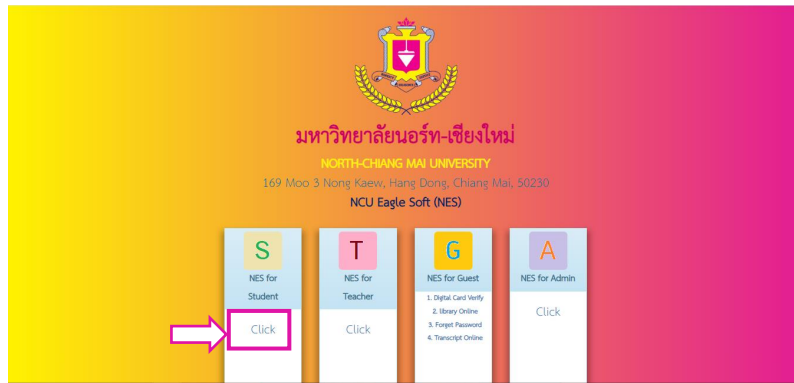 มหาวิทยาลัยนอร์ท-เชียงใหม่
NORTH-CHIANG MAI UNIVERSITY
169 Moo 3 Nong Kaew, Hang Dong, Chiang Mai, 50230
NCU Eagle Soft (NES)
S
NES for
Student
Click
T
NES for
Teacher
Click
G
NES for Guest
1. Digital Card Verify
2. library Online
3. Forget Password
4. Transcript Online
A
NES for Admin
Click